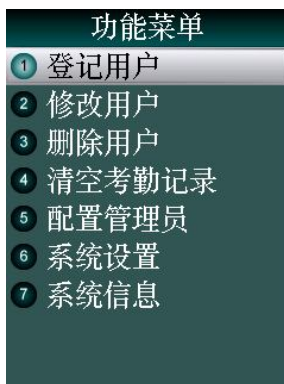 功能菜单
1 登记用户
2 修改用户
3 删除用户
4 清空考勤记录
5 配置管理员
6 系统设置
7 系统信息